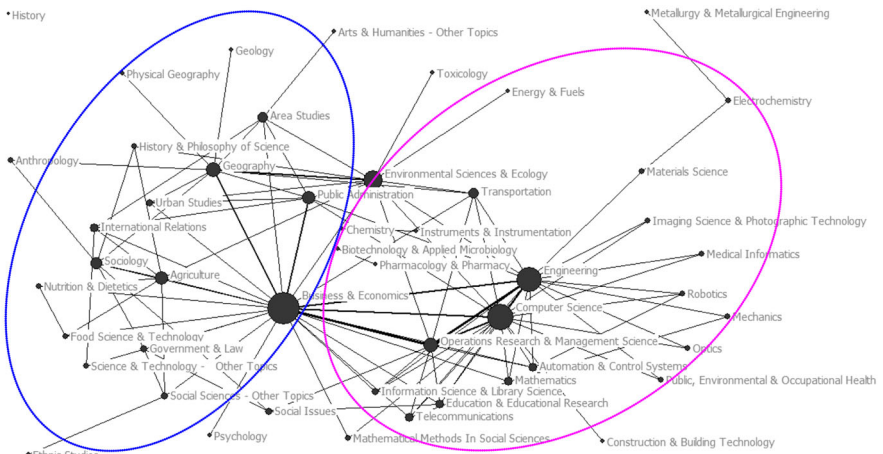 Metallurgy & Metallurgical Engineering
History
Arts & Humanities - Other Topics
Geology
Physical Geography
Toxicology
Energy & Fuels
Electrochemistry
Area Studies
History & Philosophy of Science
Anthropology
Geography
Environmental Sciences & Ecology
Materials Science
Public Administration
Transportation
Urban Studies
International Relations
Chemistry
Instruments & Instrumentation
Imaging Science & Photographic Technology
Biotechnology & Applied Microbiology
Medical Informatics
Sociology
Pharmacology & Pharmacy
Agriculture
Engineering
Nutrition & Dietetics
Business & Economics
Robotics
Computer Science
Mechanics
Food Science & Technology
Operations Research & Management Science
Government & Law
Optics
Science & Technology - Other Topics
Automation & Control Systems
Mathematics
Public, Environmental & Occupational Health
Social Sciences - Other Topics
Information Science & Library Science
Education & Educational Research
Social Issues
Telecommunications
Psychology
Mathematical Methods In Social Sciences
Construction & Building Technology